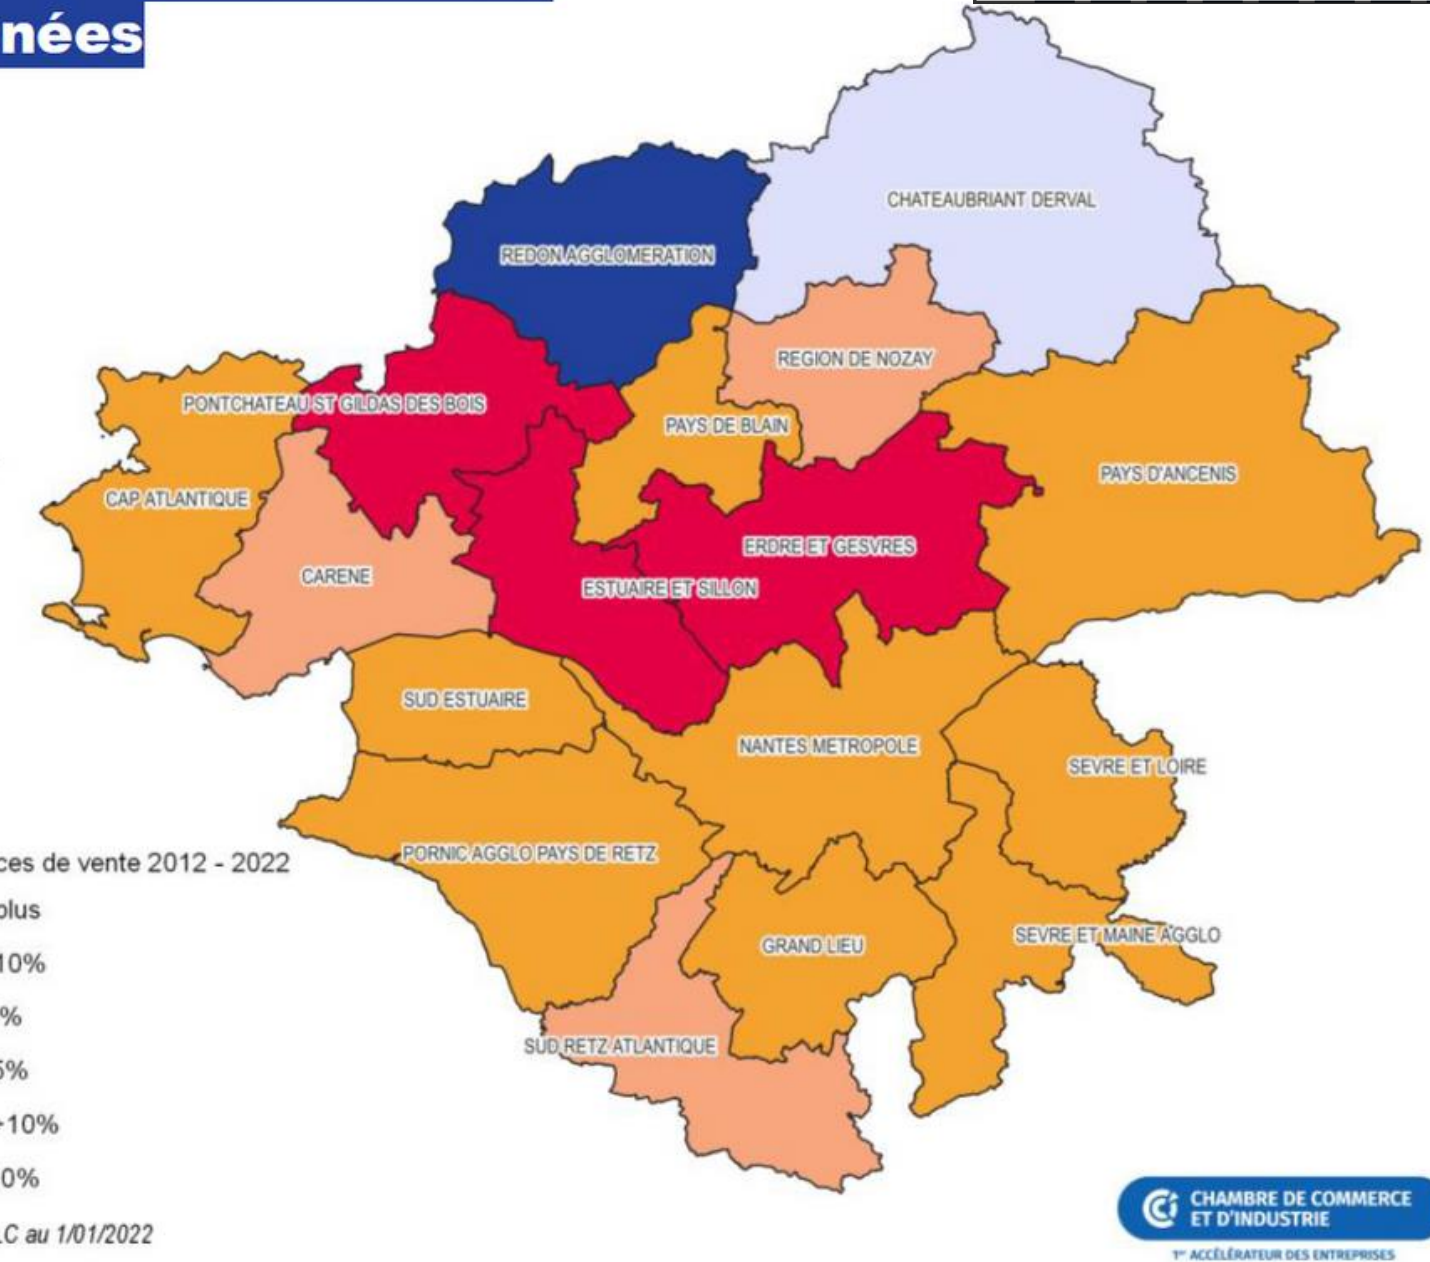 nées
CHATEAUBRIANT DERVAL
REDON AGGLOMERATION
REGION DE NOZAY
PONTCHATEAU ST GILDAS DES BOIS
PAYS DE BLAIN
PAYS D'ANCENIS
CAP ATLANTIQUE
ERDRE ET GESVRES
CARENE
ESTUAIRE ET SILLON
SUD ESTUAIRE
NANTES METROPOLE
SEVRE ET LOIRE
PORNIC AGGLO PAYS DE RETZ
ces de vente 2012 - 2022
plus
10%
%
5%
+10%
0%
GRAND LIEU
SEVRE ET MAINE AGGLO
SUD RETZ ATLANTIQUE
LC au 1/01/2022
CCI
CHAMBRE DE COMMERCE
ET D'INDUSTRIE
1er ACCÉLÉRATEUR DES ENTREPRISES